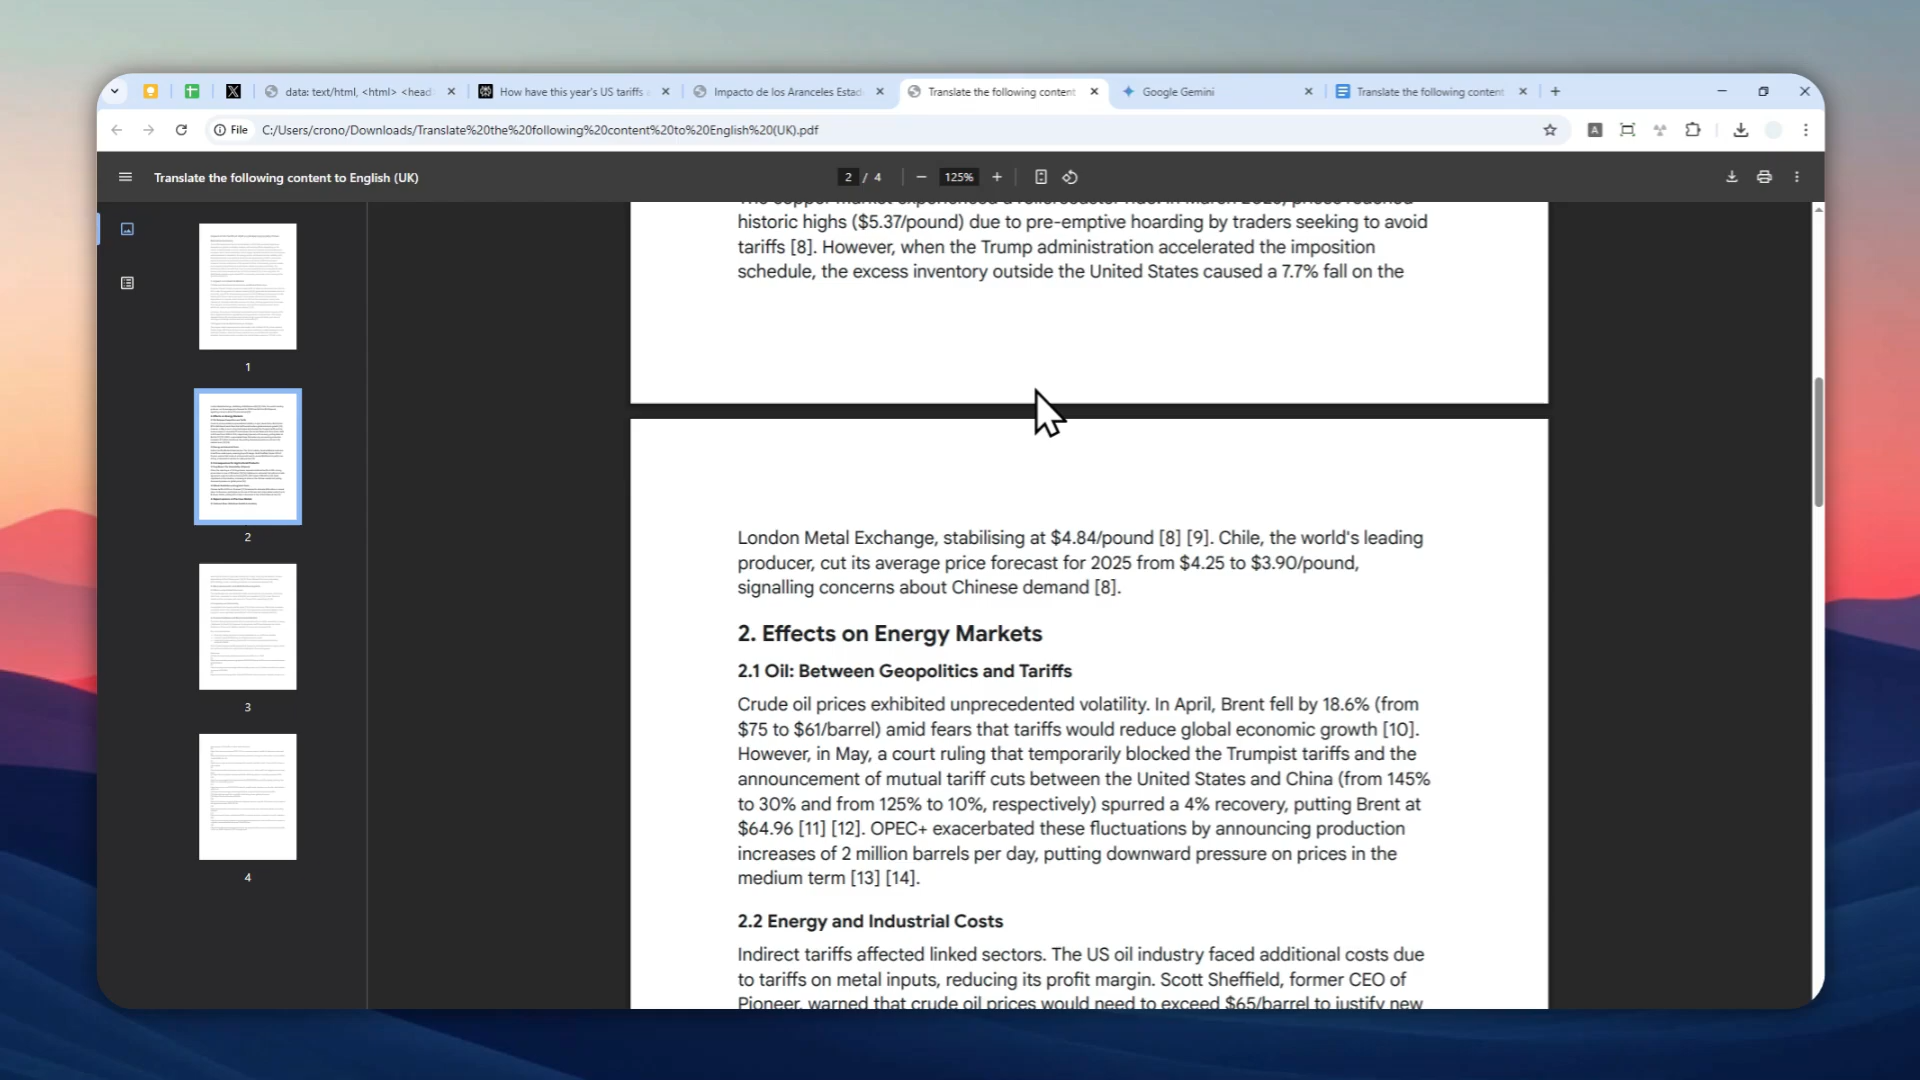 data: text/html, <html> <head
How have this year's US tariffs
Impacto de los Aranceles Estad
Translate the following content
Google Gemini
Translate the following content
File
C:/Users/crono/Downloads/Translate%20the%20following%20content%20to%20English%20(UK).pdf
Translate the following content to English (UK)
2 / 4
125%
1
2
3
4
historic highs ($5.37/pound) due to pre-emptive hoarding by traders seeking to avoid
tariffs [8]. However, when the Trump administration accelerated the imposition
schedule, the excess inventory outside the United States caused a 7.7% fall on the
London Metal Exchange, stabilising at $4.84/pound [8] [9]. Chile, the world's leading
producer, cut its average price forecast for 2025 from $4.25 to $3.90/pound,
signalling concerns about Chinese demand [8].
2. Effects on Energy Markets
2.1 Oil: Between Geopolitics and Tariffs
Crude oil prices exhibited unprecedented volatility. In April, Brent fell by 18.6% (from
$75 to $61/barrel) amid fears that tariffs would reduce global economic growth [10].
However, in May, a court ruling that temporarily blocked the Trumpist tariffs and the
announcement of mutual tariff cuts between the United States and China (from 145%
to 30% and from 125% to 10%, respectively) spurred a 4% recovery, putting Brent at
$64.96 [11] [12]. OPEC+ exacerbated these fluctuations by announcing production
increases of 2 million barrels per day, putting downward pressure on prices in the
medium term [13] [14].
2.2 Energy and Industrial Costs
Indirect tariffs affected linked sectors. The US oil industry faced additional costs due
to tariffs on metal inputs, reducing its profit margin. Scott Sheffield, former CEO of
Pioneer, warned that crude oil prices would need to exceed $65/barrel to justify new